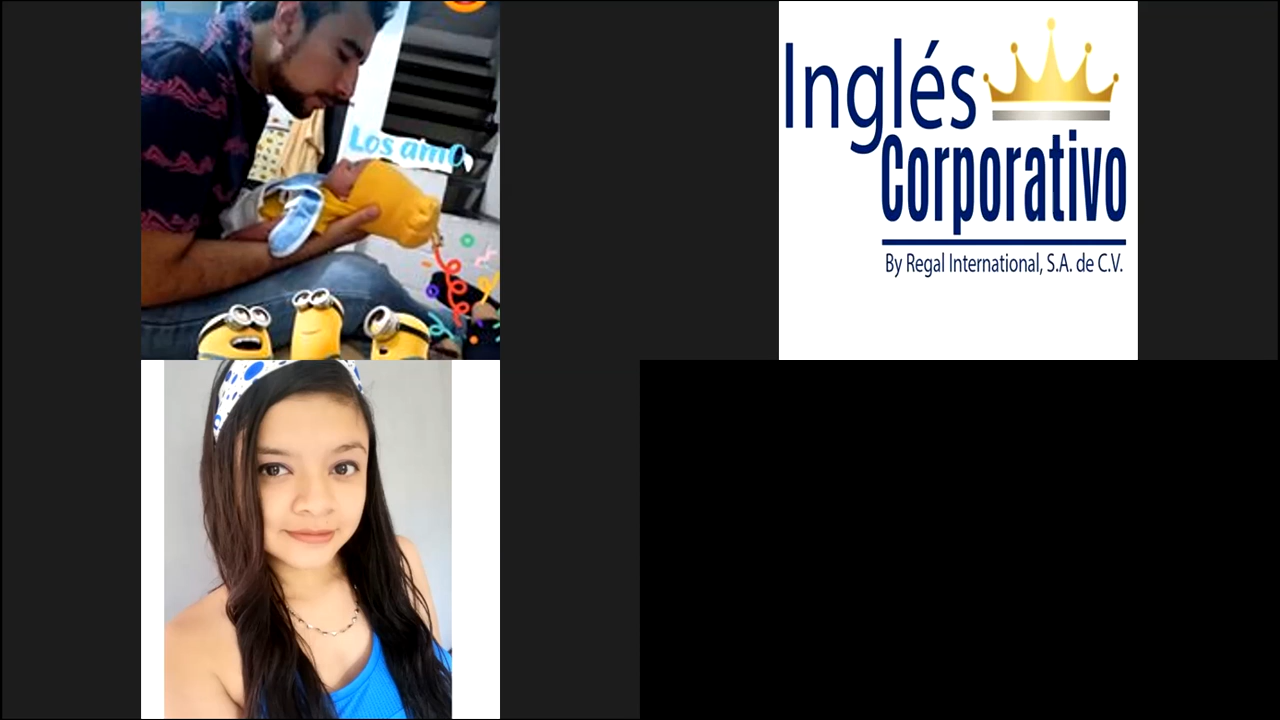 Los amo,
Inglés
Corporativo
By Regal International, S.A. de C.V.